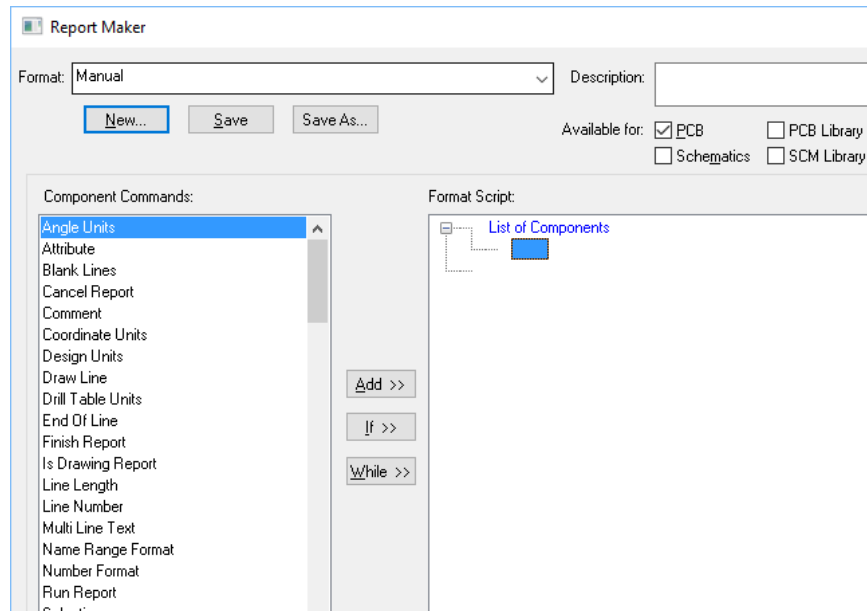 Report Maker
Format: Manual
Description:
New... Save Save As...
Available for: PCB PCB Library
Schematics SCM Library
Component Commands:
Format Script:
Angle Units
Attribute
Blank Lines
Cancel Report
Comment
Coordinate Units
Design Units
Draw Line
Drill Table Units
End Of Line
Finish Report
Is Drawing Report
Line Length
Line Number
Multi Line Text
Name Range Format
Number Format
Run Report
List of Components
Add >>
If >>
While >>